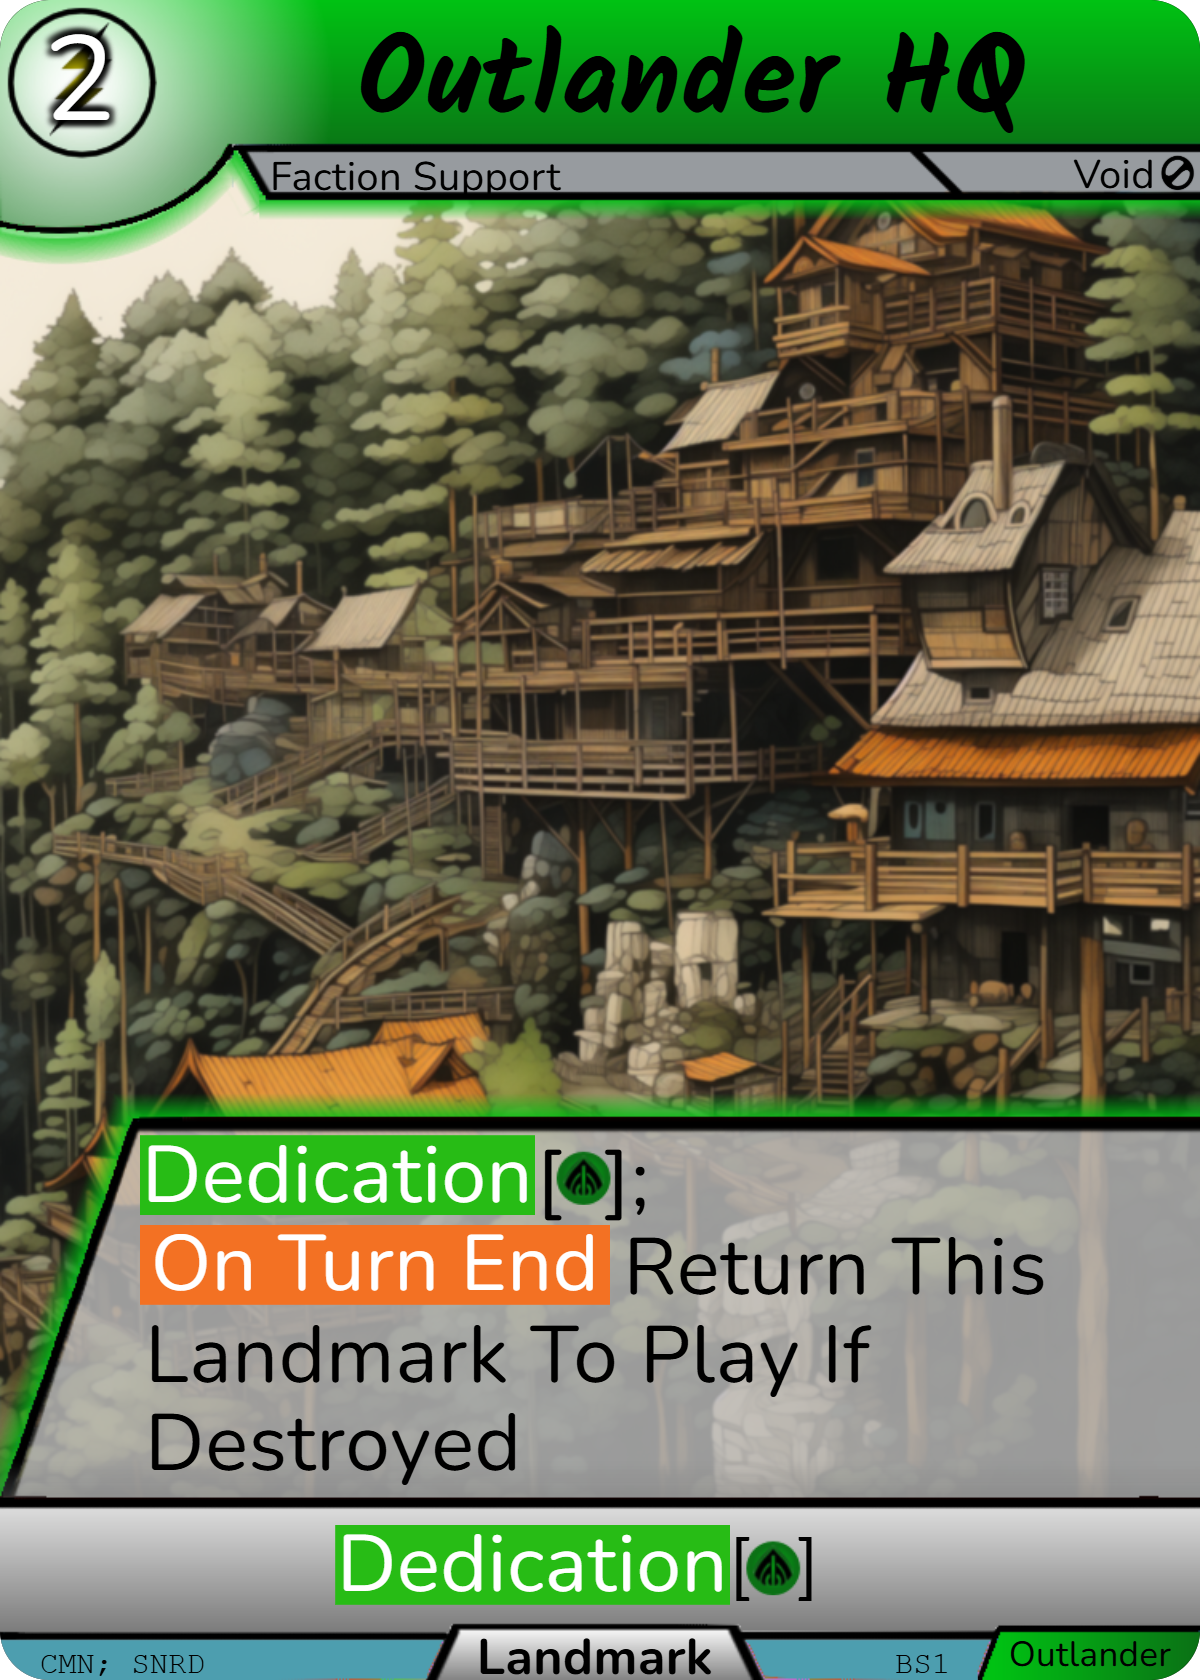 2
Outlander HQ
Faction Support
Void
Dedication[ ];
On Turn End Return This
Landmark To Play If
Destroyed
Dedication[ ]
CMN; SNRD
Landmark
BS1
Outlander